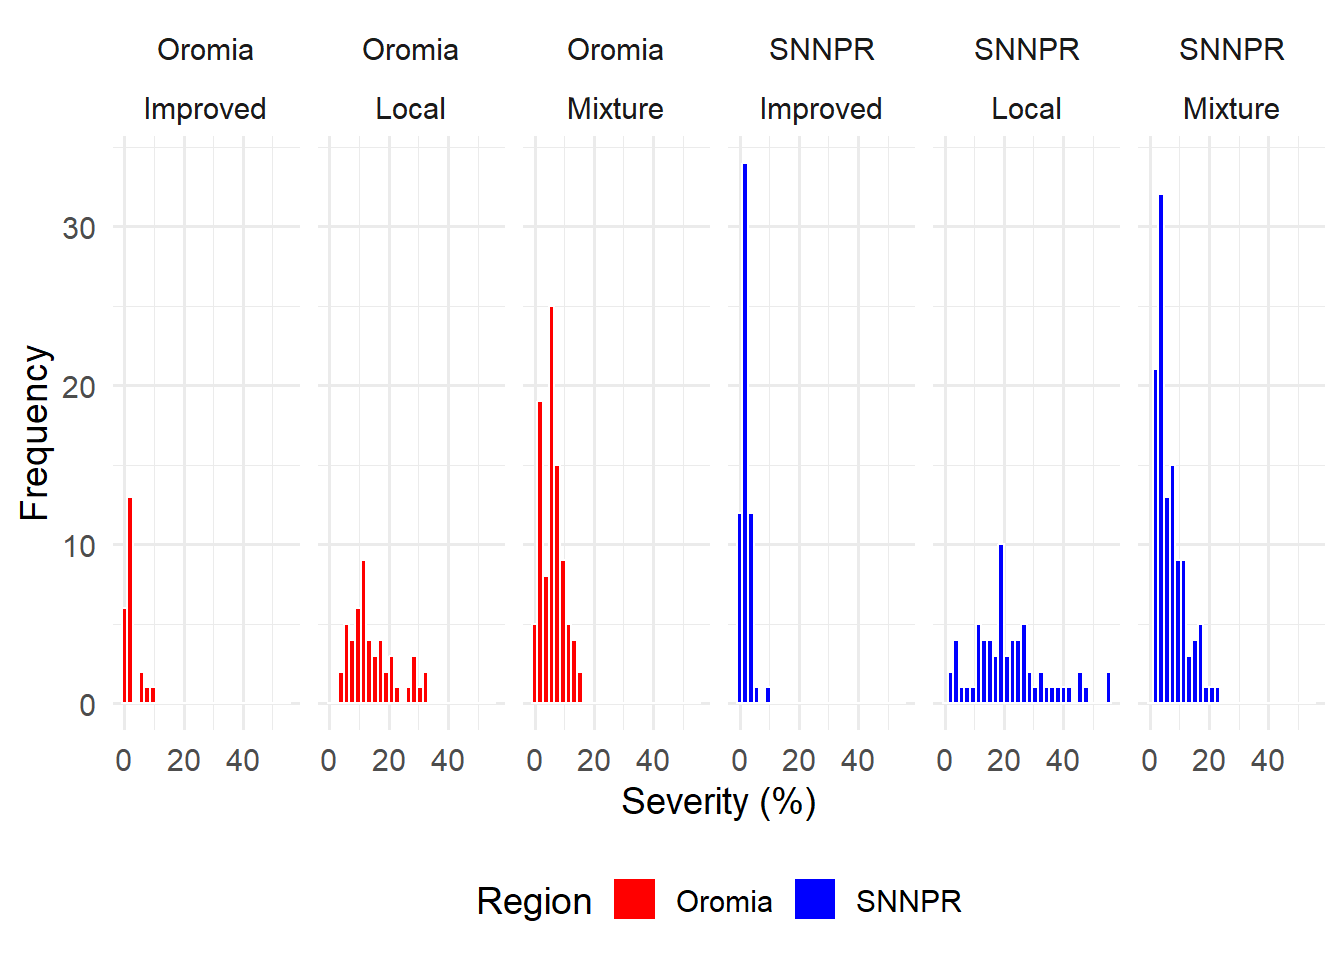 Oromia Oromia Oromia SNNPR SNNPR SNNPR
Improved Local Mixture Improved Local Mixture
30
20
10
0
Frequency
0 20 40 0 20 40 0 20 40 0 20 40 0 20 40 0 20 40
Severity (%)
Region Oromia SNNPR